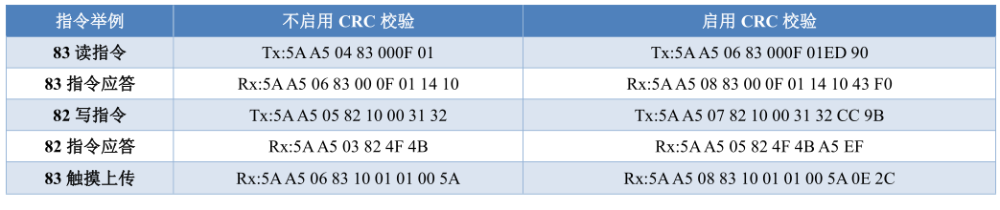 指令举例 不启用 CRC 校验 启用 CRC 校验
83 读指令 Tx:5A A5 04 83 000F 01 Tx:5A A5 06 83 000F 01ED 90
83 指令应答 Rx:5A A5 06 83 00 0F 01 14 10 Rx:5A A5 08 83 00 0F 01 14 10 43 F0
82 写指令 Tx:5A A5 05 82 10 00 31 32 Tx:5A A5 07 82 10 00 31 32 CC 9B
82 指令应答 Rx:5A A5 03 82 4F 4B Rx:5A A5 05 82 4F 4B A5 EF
83 触摸上传 Rx:5A A5 06 83 10 01 01 00 5A Rx:5A A5 08 83 10 01 01 00 5A 0E 2C